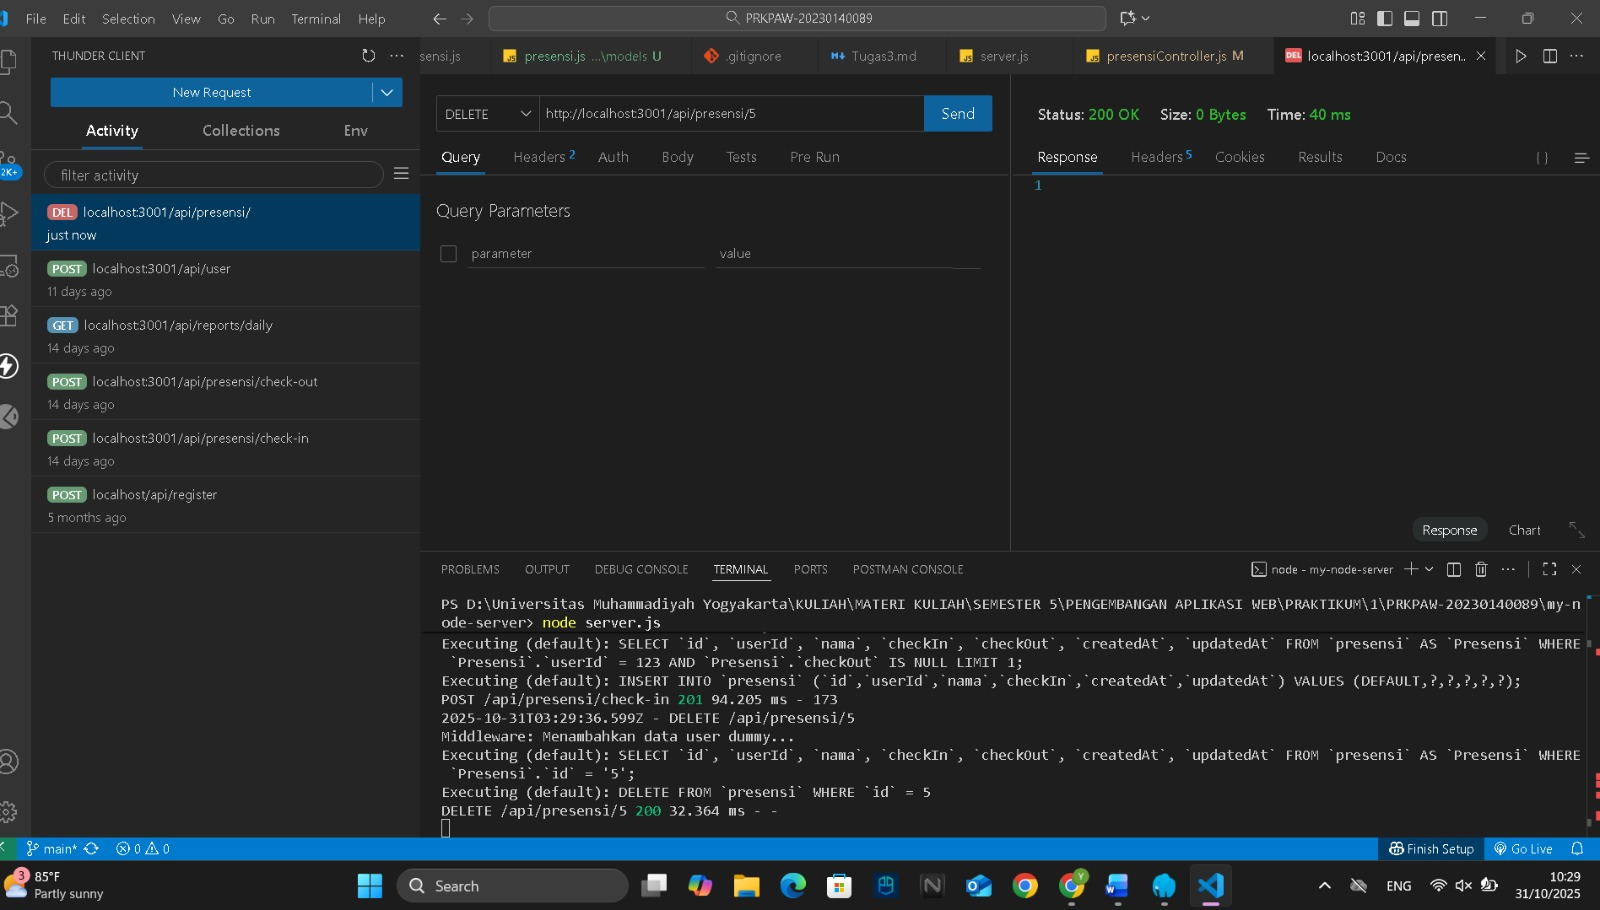 File Edit Selection View Go Run Terminal Help
PRKPAW-20230140089
THUNDER CLIENT
New Request
Activity Collections Env
filter activity
DEL localhost:3001/api/presensi/
just now
POST localhost:3001/api/user
11 days ago
GET localhost:3001/api/reports/daily
14 days ago
POST localhost:3001/api/presensi/check-out
14 days ago
POST localhost:3001/api/presensi/check-in
14 days ago
POST localhost/api/register
5 months ago
2K+
sensi.js
presensi.js ...\models U
.gitignore
Tugas3.md
server.js
presensiController.js M
DEL localhost:3001/api/presen..
DELETE http://localhost:3001/api/presensi/5 Send
Query Headers 2 Auth Body Tests Pre Run
Query Parameters
parameter value
Status: 200 OK Size: 0 Bytes Time: 40 ms
Response Headers 5 Cookies Results Docs { }
1
Response Chart
PROBLEMS OUTPUT DEBUG CONSOLE TERMINAL PORTS POSTMAN CONSOLE
node - my-node-server
PS D:\Universitas Muhammadiyah Yogyakarta\KULIAH\MATERI KULIAH\SEMESTER 5\PENGEMBANGAN APLIKASI WEB\PRAKTIKUM\1\PRKPAW-20230140089\my-n
ode-server> node server.js
Executing (default): SELECT `id`, `userId`, `nama`, `checkIn`, `checkOut`, `createdAt`, `updatedAt` FROM `presensi` AS `Presensi` WHERE
`Presensi`.`userId` = 123 AND `Presensi`.`checkOut` IS NULL LIMIT 1;
Executing (default): INSERT INTO `presensi` (`id`,`userId`,`nama`,`checkIn`,`createdAt`,`updatedAt`) VALUES (DEFAULT,?,?,?,?,?);
POST /api/presensi/check-in 201 94.205 ms - 173
2025-10-31T03:29:36.599Z - DELETE /api/presensi/5
Middleware: Menambahkan data user dummy...
Executing (default): SELECT `id`, `userId`, `nama`, `checkIn`, `checkOut`, `createdAt`, `updatedAt` FROM `presensi` AS `Presensi` WHERE
`Presensi`.`id` = '5';
Executing (default): DELETE FROM `presensi` WHERE `id` = 5
DELETE /api/presensi/5 200 32.364 ms - -
main* 0 0
Finish Setup Go Live
3
85°F
Partly sunny
Search
ENG
10:29
31/10/2025